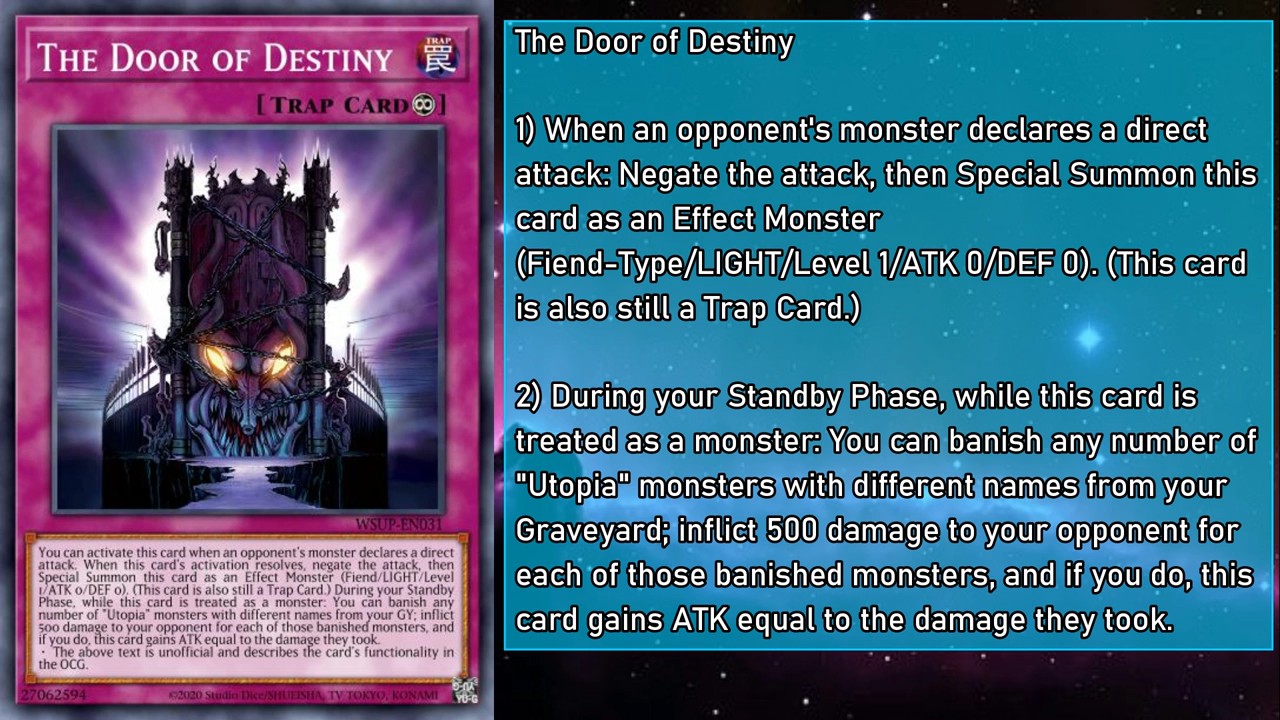 THE DOOR OF DESTINY
TRAP
罠
[TRAP CARD]
WSUP-EN031
You can activate this card when an opponent's monster declares a direct
attack. When this card's activation resolves, negate the attack, then
Special Summon this card as an Effect Monster (Fiend/LIGHT/Level
1/ATK 0/DEF 0). (This card is also still a Trap Card.) During your Standby
Phase, while this card is treated as a monster: You can banish any
number of "Utopia" monsters with different names from your GY; inflict
500 damage to your opponent for each of those banished monsters, and
if you do, this card gains ATK equal to the damage they took.
· The above text is unofficial and describes the card's functionality in
the OCG.
27062594
©2020 Studio Dice/SHUEISHA, TV TOKYO, KONAMI
The Door of Destiny
1) When an opponent's monster declares a direct
attack: Negate the attack, then Special Summon this
card as an Effect Monster
(Fiend-Type/LIGHT/Level 1/ATK 0/DEF 0). (This card
is also still a Trap Card.)
2) During your Standby Phase, while this card is
treated as a monster: You can banish any number of
"Utopia" monsters with different names from your
Graveyard; inflict 500 damage to your opponent for
each of those banished monsters, and if you do, this
card gains ATK equal to the damage they took.